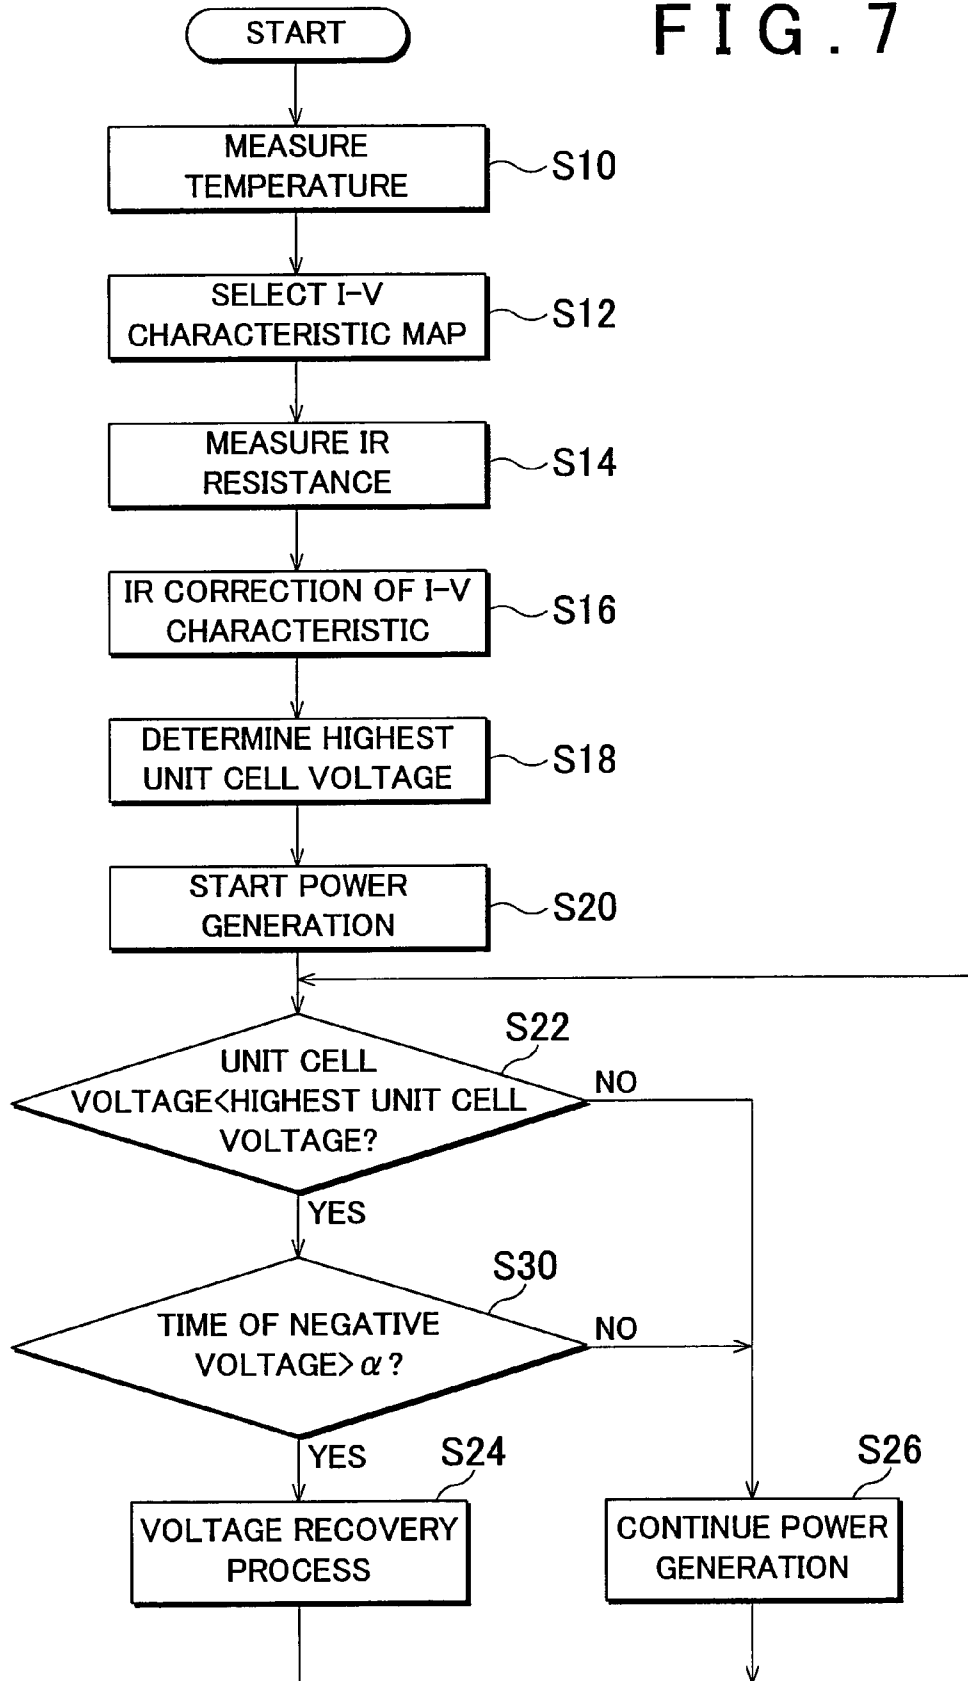 FIG. 7
START
MEASURE
TEMPERATURE
S10
SELECT I-V
CHARACTERISTIC MAP
S12
MEASURE IR
RESISTANCE
S14
IR CORRECTION OF I-V
CHARACTERISTIC
S16
DETERMINE HIGHEST
UNIT CELL VOLTAGE
S18
START POWER
GENERATION
S20
S22
UNIT CELL
VOLTAGE<HIGHEST UNIT CELL
VOLTAGE?
NO
YES
S30
TIME OF NEGATIVE
VOLTAGE>α?
NO
YES
S24
VOLTAGE RECOVERY
PROCESS
S26
CONTINUE POWER
GENERATION